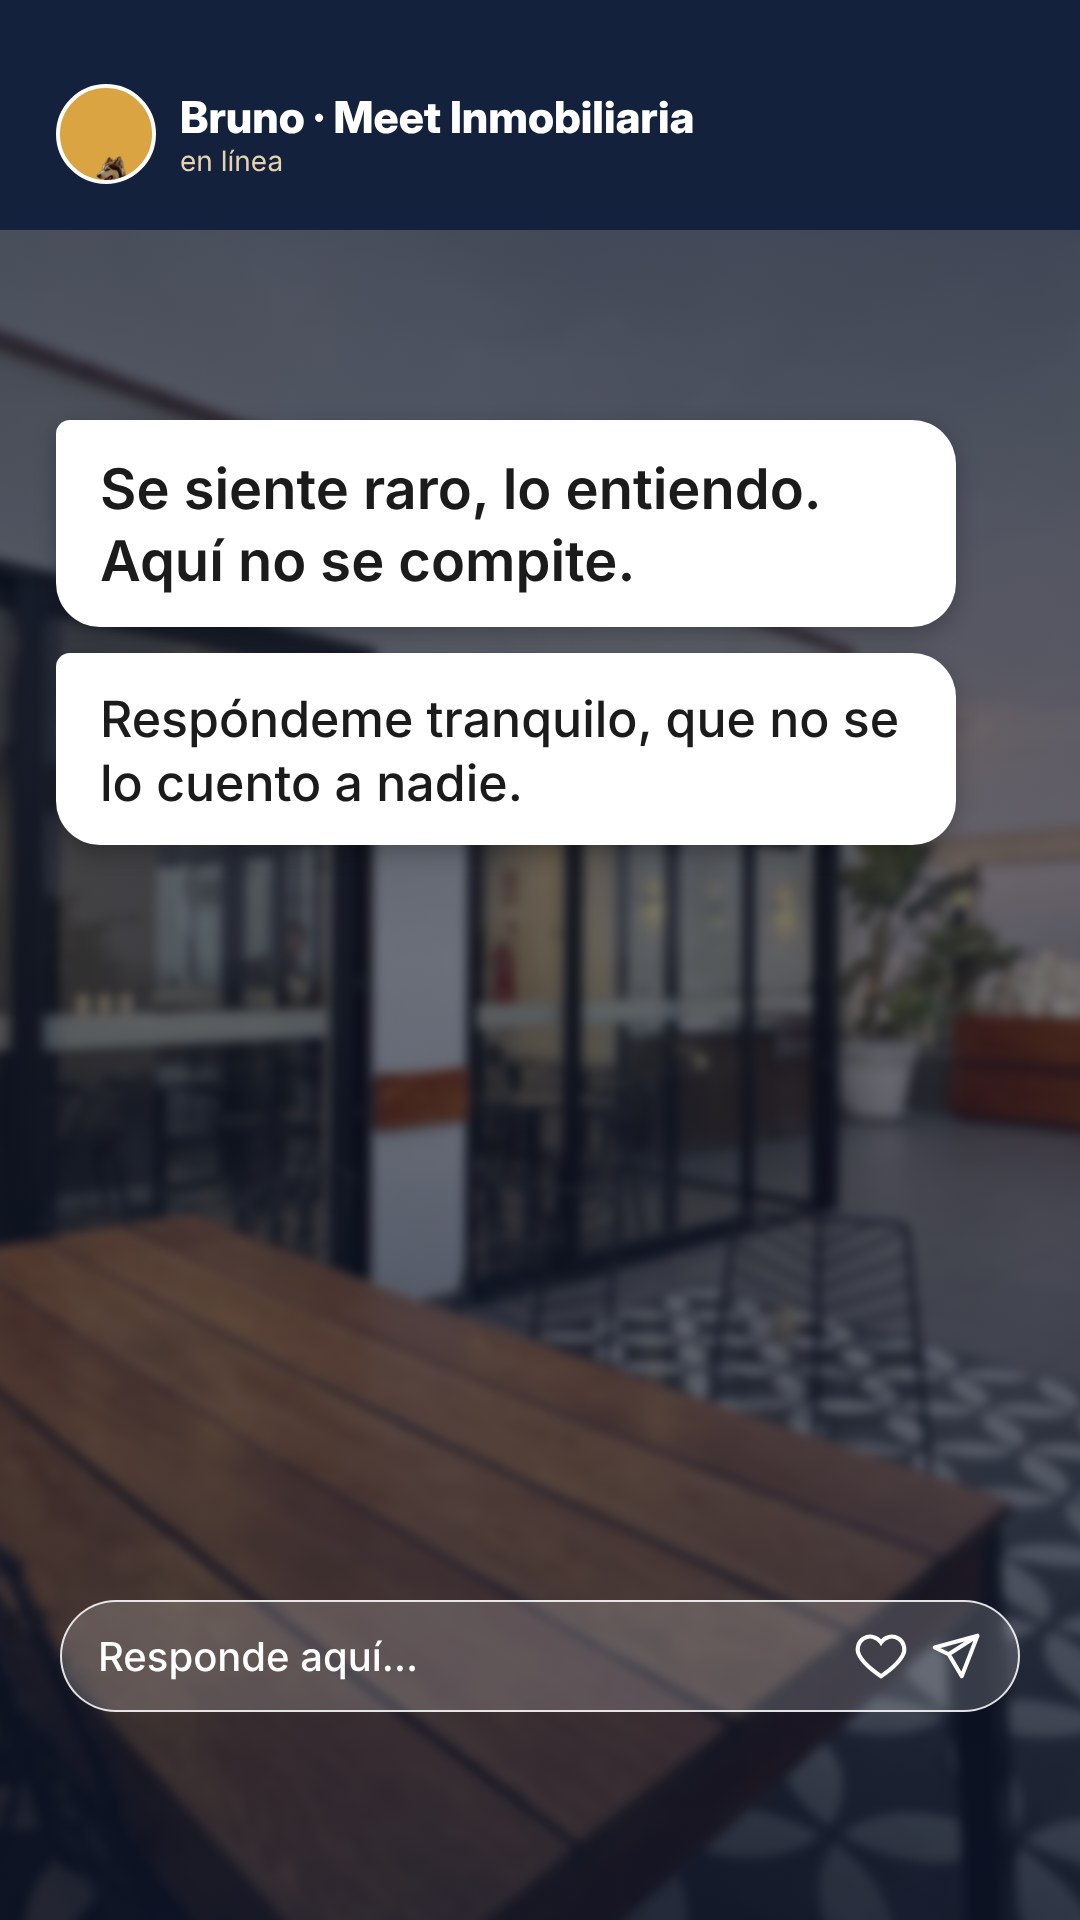 Bruno · Meet Inmobiliaria
en línea
Se siente raro, lo entiendo.
Aquí no se compite.
Respóndeme tranquilo, que no se
lo cuento a nadie.
Responde aquí...